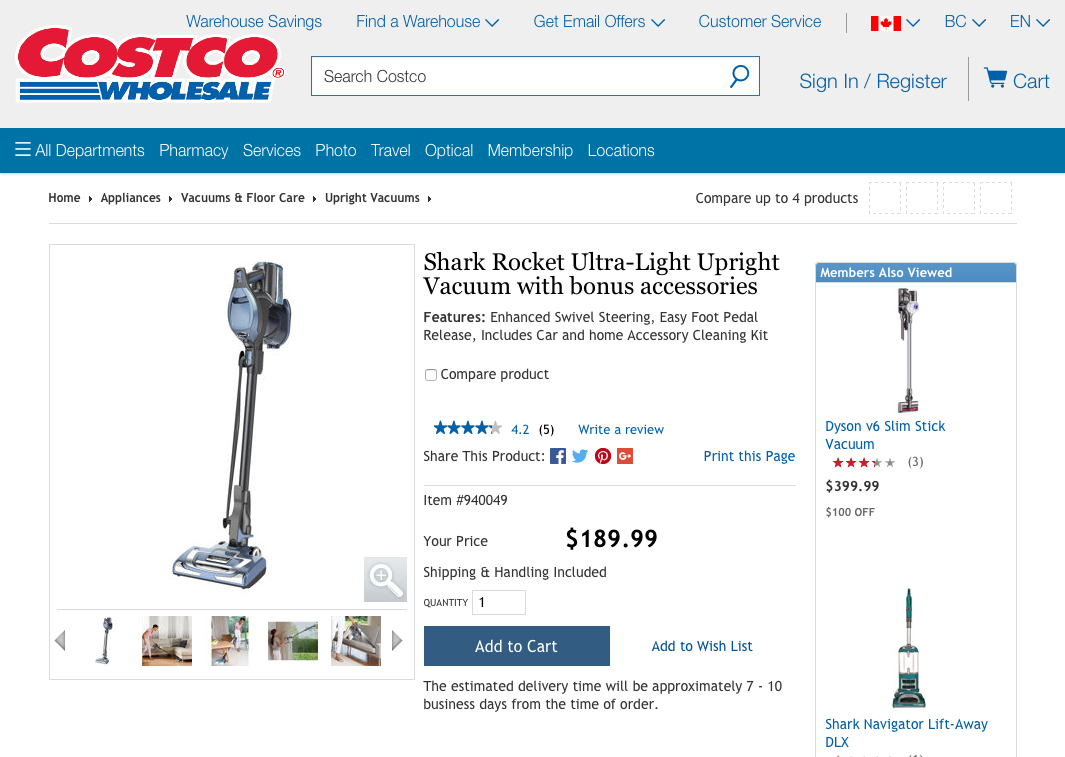 Warehouse Savings
Find a Warehouse
Get Email Offers
Customer Service
BC
EN
COSTCO®
WHOLESALE
Search Costco
Sign In / Register
Cart
All Departments
Pharmacy
Services
Photo
Travel
Optical
Membership
Locations
Home
Appliances
Vacuums & Floor Care
Upright Vacuums
Compare up to 4 products
Shark Rocket Ultra-Light Upright
Vacuum with bonus accessories
Features: Enhanced Swivel Steering, Easy Foot Pedal
Release, Includes Car and home Accessory Cleaning Kit
Compare product
4.2 (5) Write a review
Share This Product:
Print this Page
Item #940049
Your Price $189.99
Shipping & Handling Included
QUANTITY 1
Add to Cart
Add to Wish List
The estimated delivery time will be approximately 7 - 10
business days from the time of order.
Members Also Viewed
Dyson v6 Slim Stick
Vacuum
(3)
$399.99
$100 OFF
Shark Navigator Lift-Away
DLX